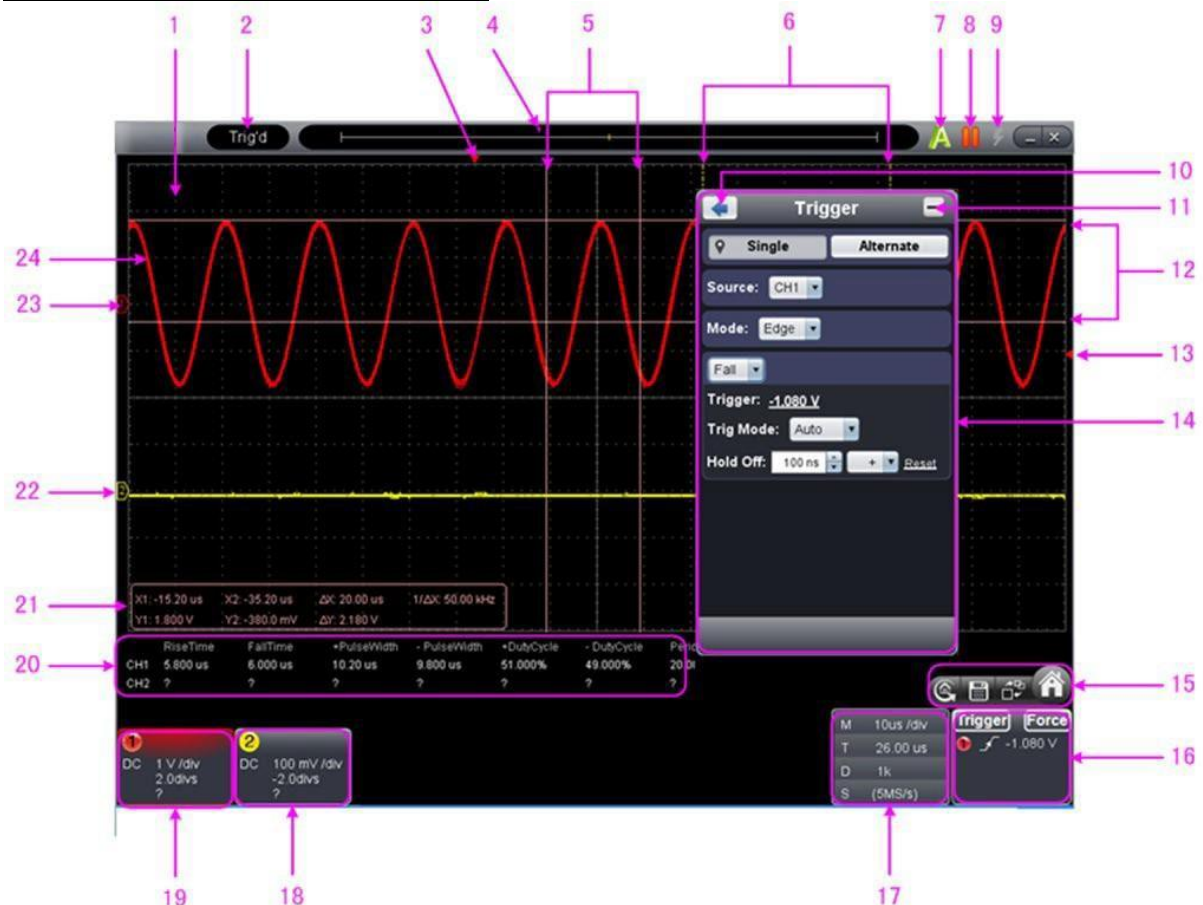 1 2 3 4 5 6 7 8 9
Trig'd
A
10
Trigger
11
Single Alternate
24
12
Source: CH1
23
Mode: Edge
13
Fall
Trigger: -1.080 V
14
Trig Mode: Auto
Hold Off: 100 ns + Reset
22
2
X1: -15.20 us X2: -35.20 us ΔX: 20.00 us 1/ΔX: 50.00 kHz
21
Y1: 1.800 V Y2: -380.0 mV ΔY: 2.180 V
RiseTime FallTime +PulseWidth - PulseWidth +DutyCycle - DutyCycle
20
CH1 5.800 us 6.000 us 10.20 us 9.800 us 51.000% 49.000%
CH2 ? ? ? ? ? ? ?
15
1
DC 1 V /div
2.0divs
?
2
DC 100 mV /div
-2.0divs
?
M 10us /div
T 26.00 us
D 1k
S (5MS/s)
Trigger Force
1 -1.080 V
16
19 18 17